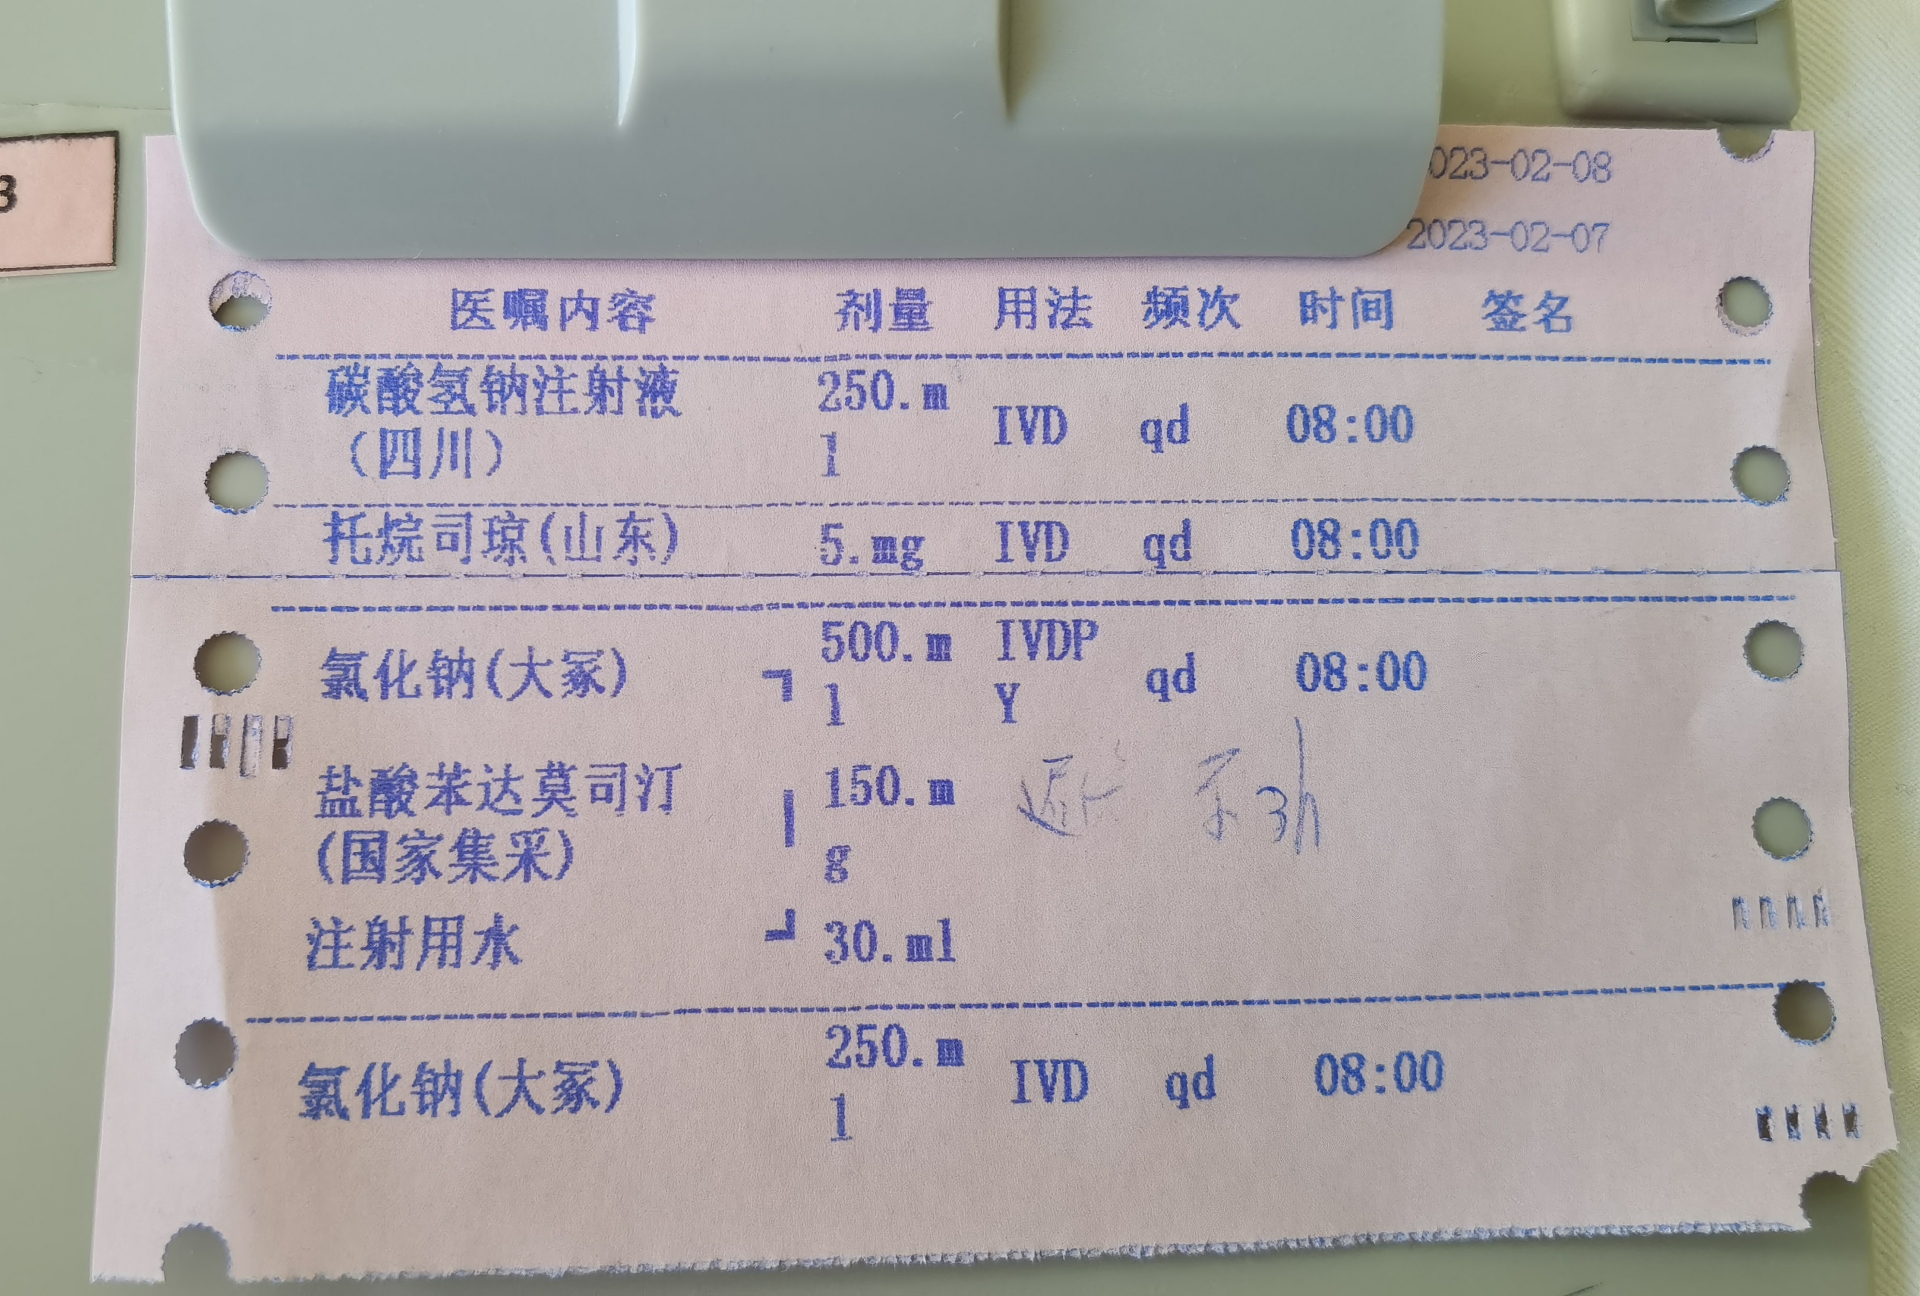 3
023-02-08
2023-02-07
医嘱内容 剂量 用法 频次 时间 签名
碳酸氢钠注射液 250.m IVD qd 08:00
(四川) l
托烷司琼(山东) 5.mg IVD qd 08:00
氯化钠(大冢) ┐ 500.m IVDP qd 08:00
l Y
盐酸苯达莫司汀 | 150.m
(国家集采) g
3h
注射用水 ┘ 30.ml
氯化钠(大冢) 250.m IVD qd 08:00
l